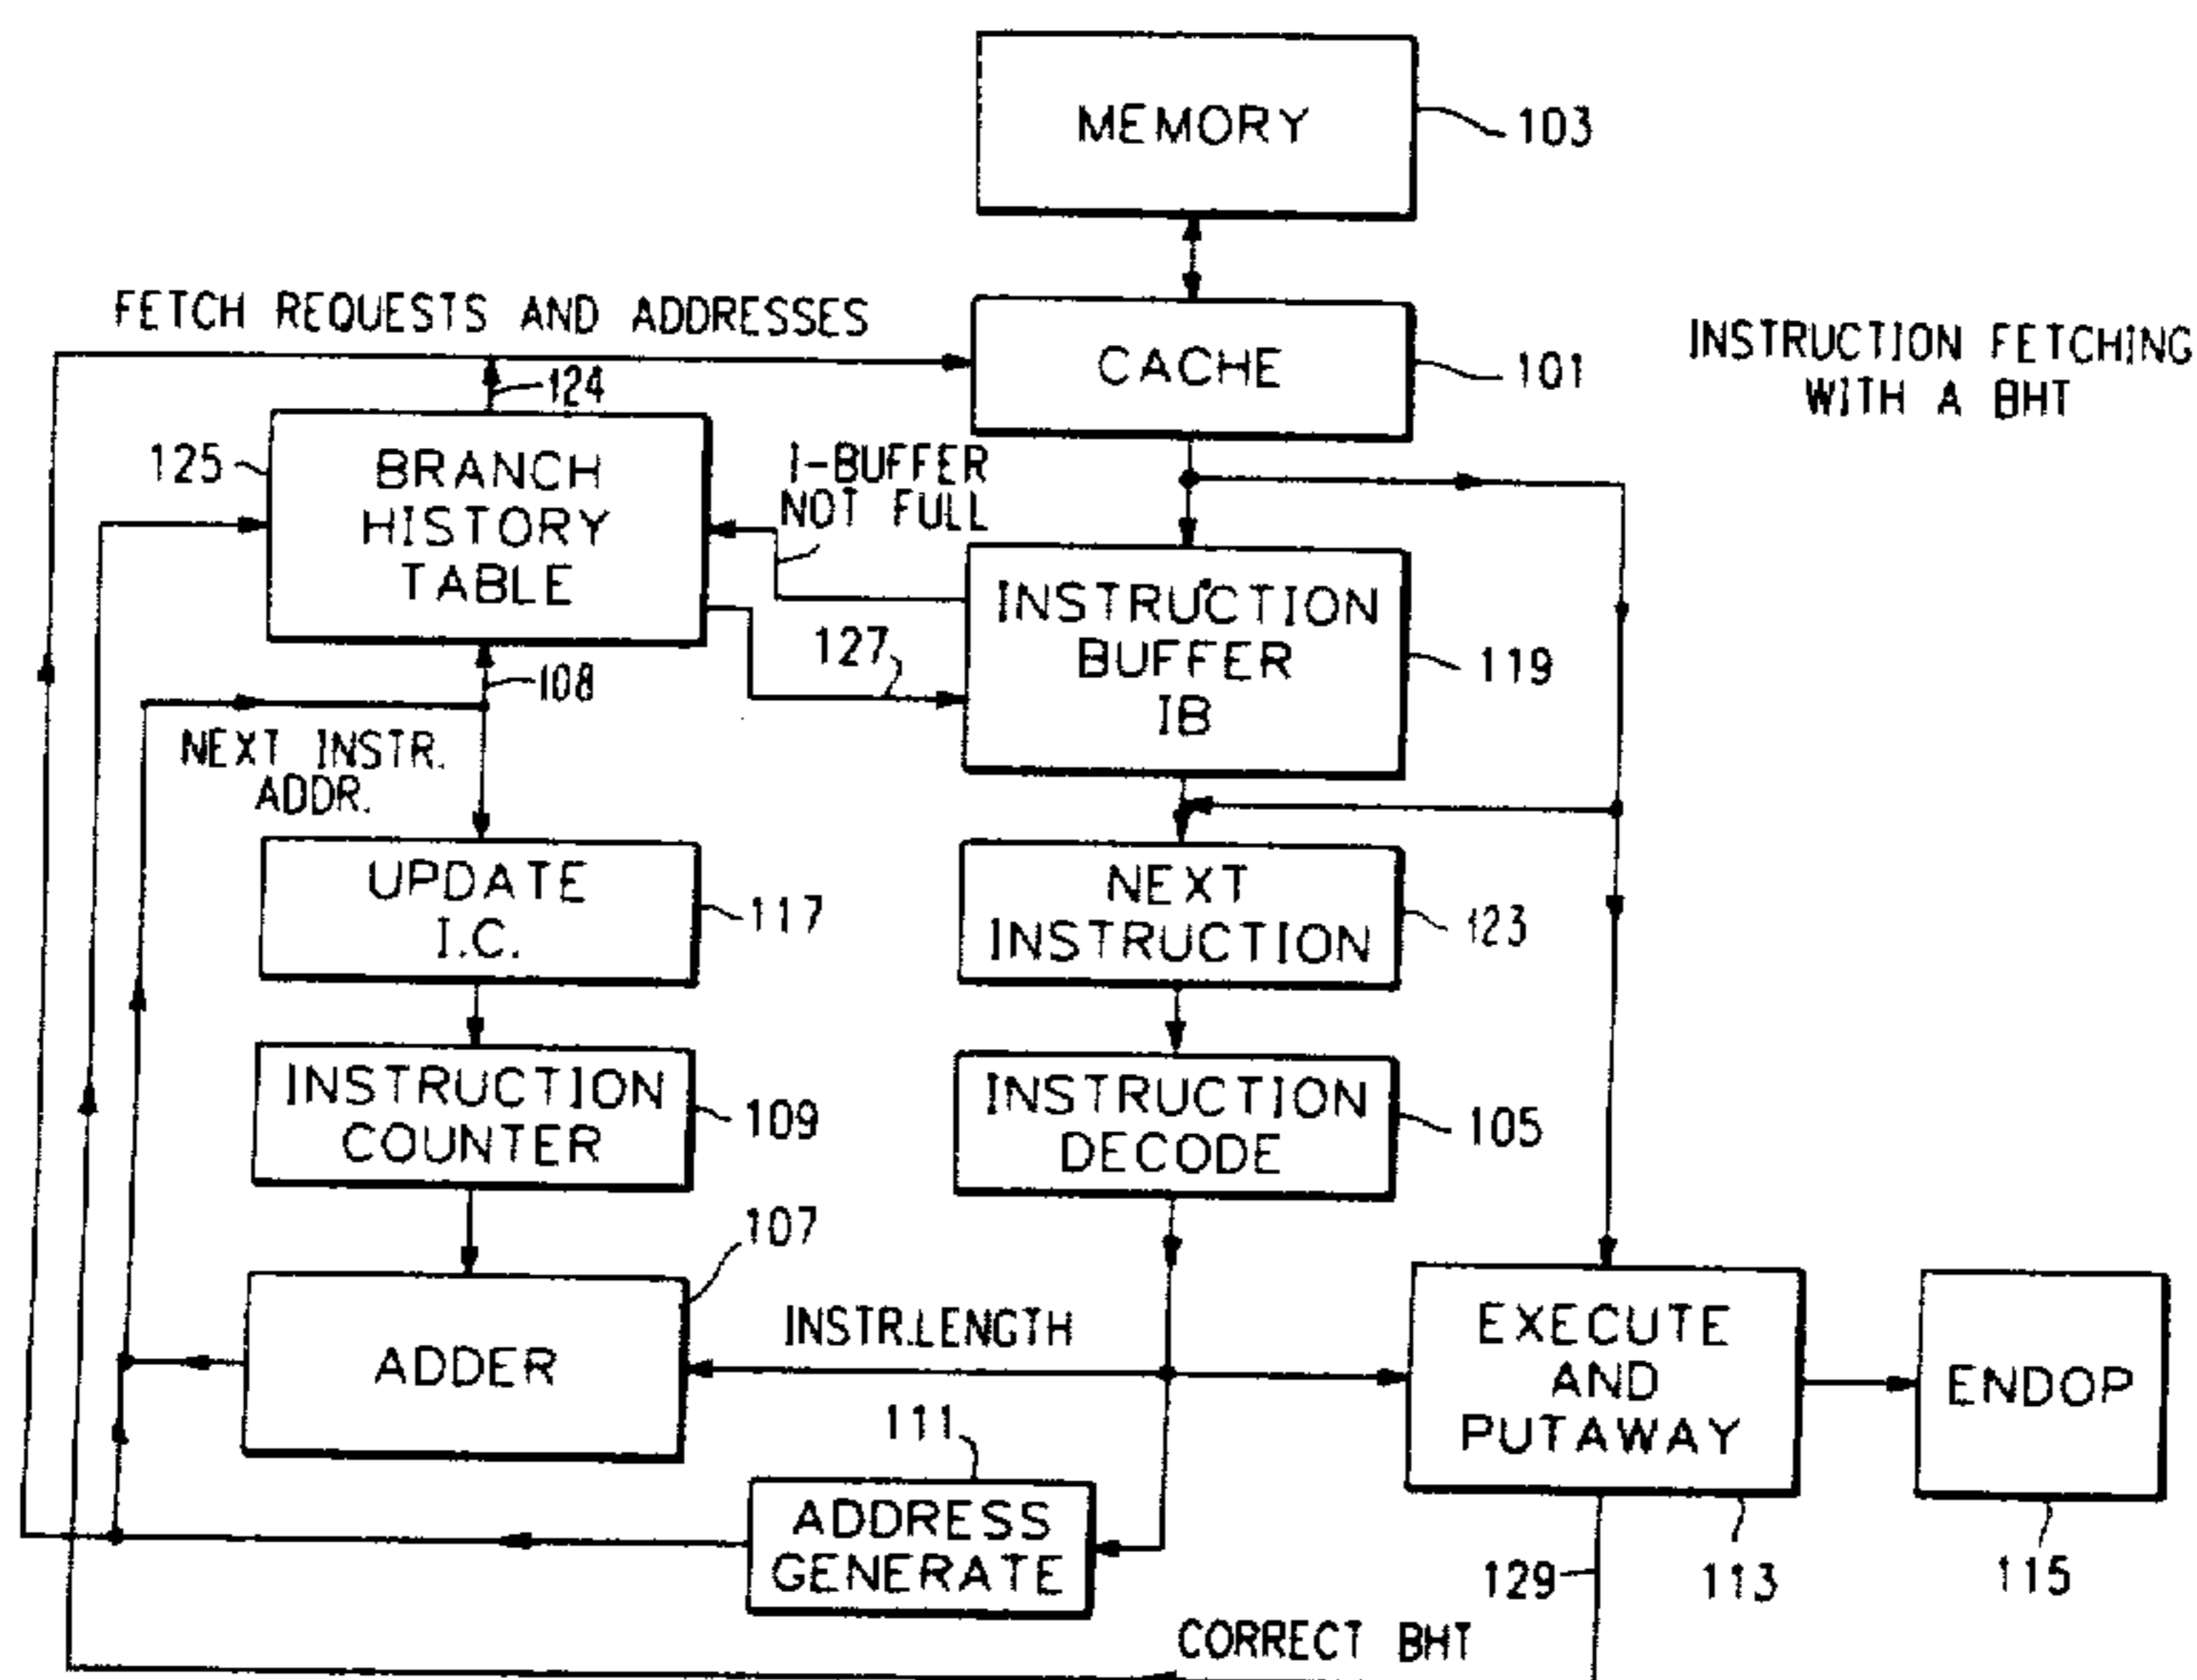 MEMORY
103
FETCH REQUESTS AND ADDRESSES
CACHE
101
INSTRUCTION FETCHING
WITH A BHT
124
125
BRANCH
HISTORY
TABLE
I-BUFFER
NOT FULL
INSTRUCTION
BUFFER
IB
119
127
108
NEXT INSTR.
ADDR.
UPDATE
I.C.
117
NEXT
INSTRUCTION
123
INSTRUCTION
COUNTER
109
INSTRUCTION
DECODE
105
107
ADDER
INSTR.LENGTH
EXECUTE
AND
PUTAWAY
ENDOP
111
ADDRESS
GENERATE
129
113
115
CORRECT BHT